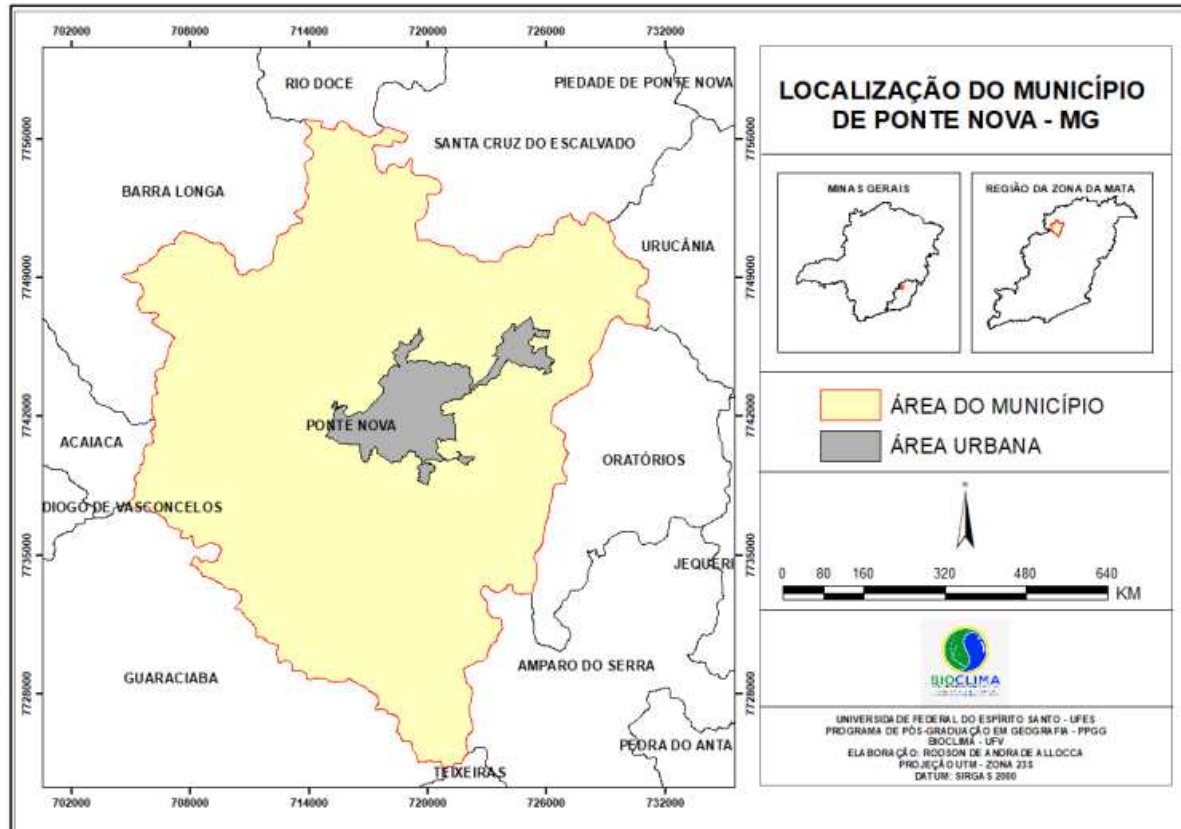 702000 708000 714000 720000 726000 732000
RIO DOCE
PIEDADE DE PONTE NOVA
7756000
7756000
SANTA CRUZ DO ESCALVADO
BARRA LONGA
URUCÂNIA
7749000
7749000
7742000
7742000
PONTE NOVA
ACAIACA
ORATÓRIOS
DIOGO DE VASCONCELOS
7735000
7735000
JEQUERI
AMPARO DO SERRA
GUARACIABA
7728000
7728000
PEDRA DO ANTA
TEIXEIRAS
702000 708000 714000 720000 726000 732000
LOCALIZAÇÃO DO MUNICÍPIO
DE PONTE NOVA - MG
MINAS GERAIS
REGIÃO DA ZONA DA MATA
ÁREA DO MUNICÍPIO
ÁREA URBANA
0 80 160 320 480 640
KM
BIOCLIMA
UNIVERSIDADE FEDERAL DO ESPÍRITO SANTO - UFES
PROGRAMA DE PÓS-GRADUAÇÃO EM GEOGRAFIA - PPGG
BIOCLIMA - UFV
ELABORAÇÃO: RODSON DE ANDRADE ALLOCCA
PROJEÇÃO UTM - ZONA 23S
DATUM: SIRGAS 2000